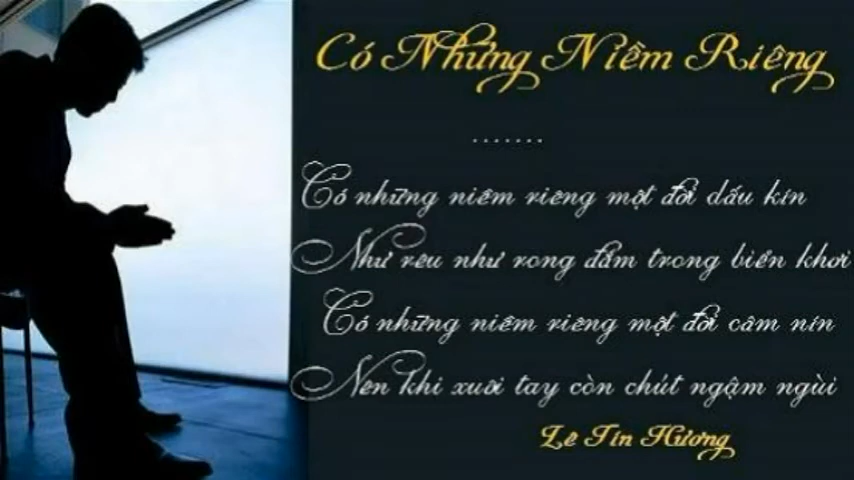 Có Những Niềm Riêng
.......
Có những niềm riêng một đời dấu kín
Như rêu như rong đắm trong biển khơi
Có những niềm riêng một đời câm nín
Nên khi xuôi tay còn chút ngậm ngùi
Lê Tín Hương